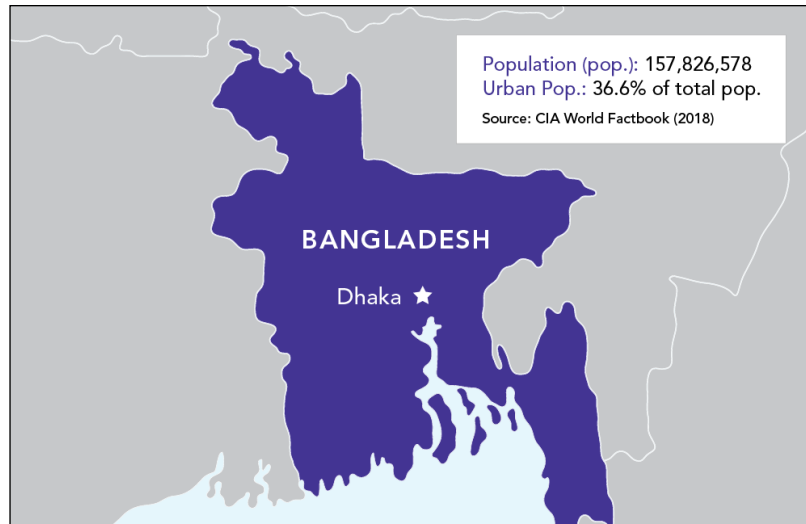 Population (pop.): 157,826,578
Urban Pop.: 36.6% of total pop.
Source: CIA World Factbook (2018)
BANGLADESH
Dhaka